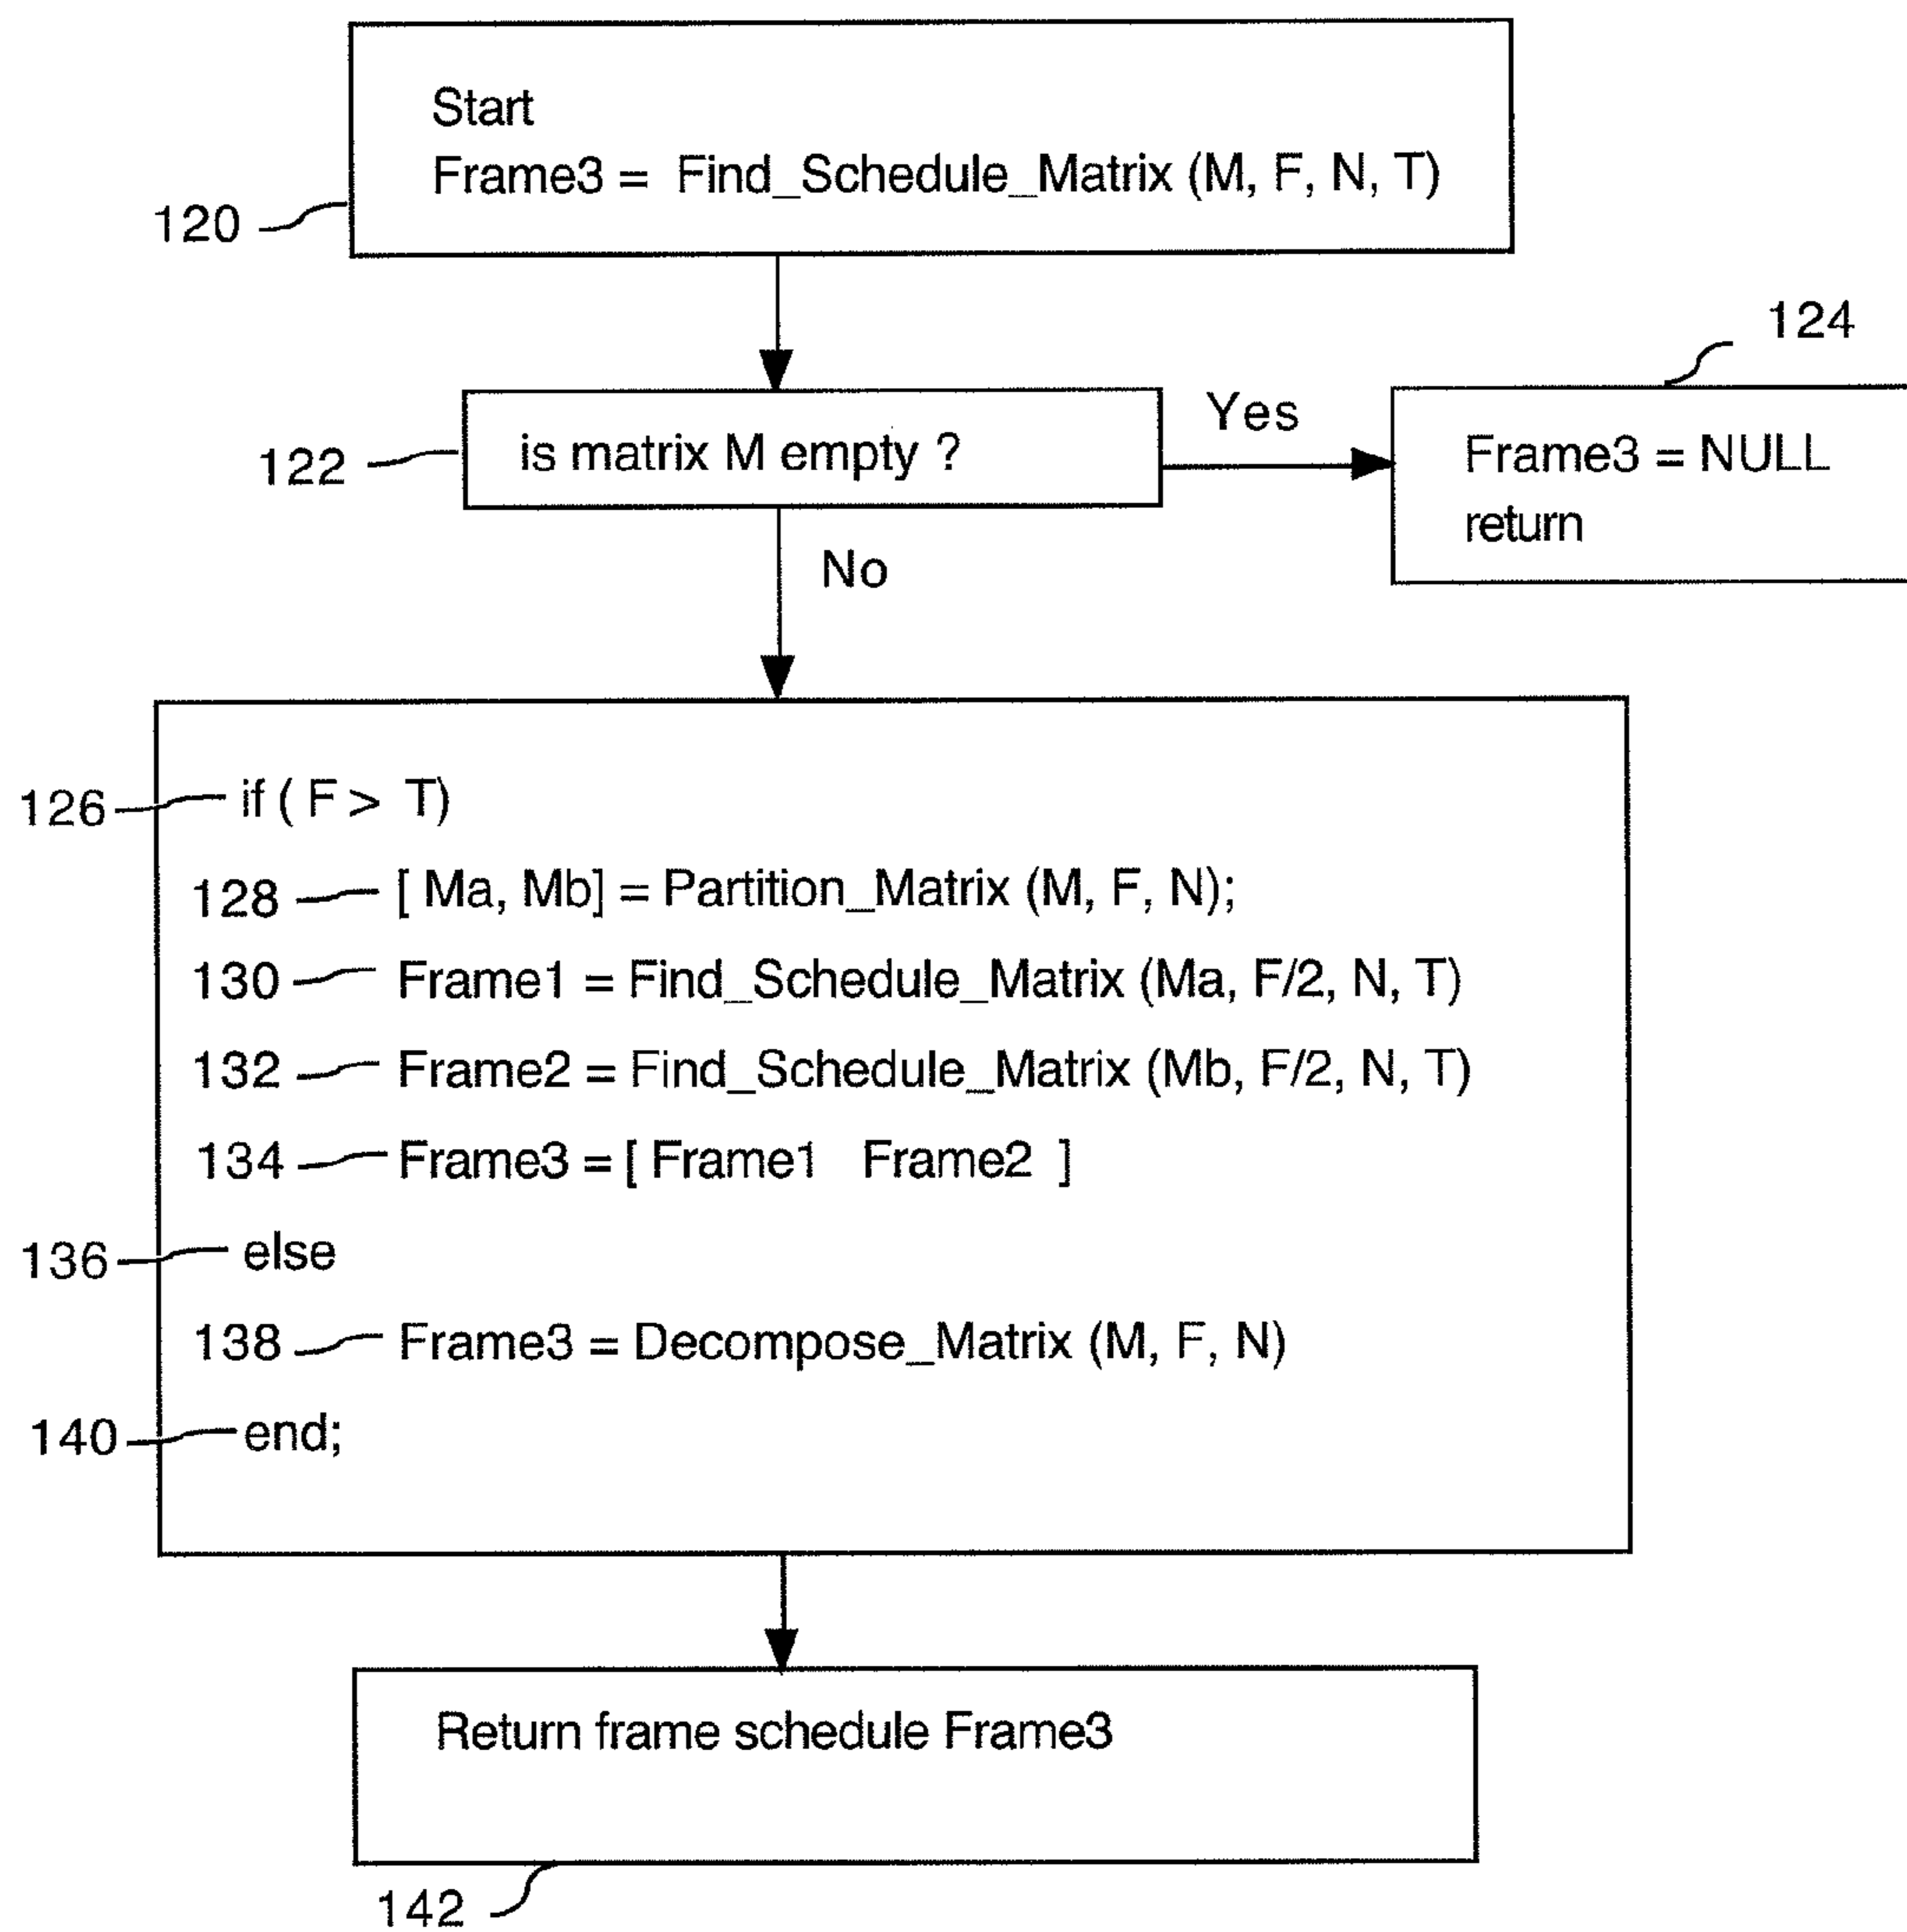 Start
Frame3 = Find_Schedule_Matrix (M, F, N, T)
120
124
122
is matrix M empty ?
Yes
Frame3 = NULL
return
No
126
if ( F > T)
128
[ Ma, Mb] = Partition_Matrix (M, F, N);
130
Frame1 = Find_Schedule_Matrix (Ma, F/2, N, T)
132
Frame2 = Find_Schedule_Matrix (Mb, F/2, N, T)
134
Frame3 = [ Frame1 Frame2 ]
136
else
138
Frame3 = Decompose_Matrix (M, F, N)
140
end;
Return frame schedule Frame3
142